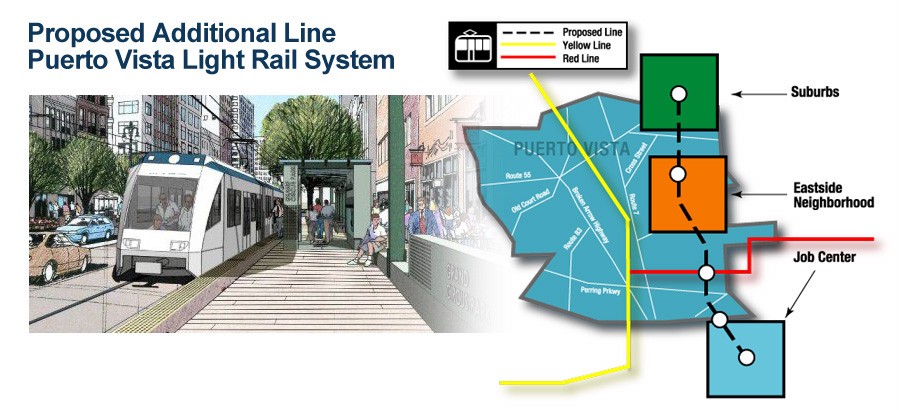 Proposed Additional Line
Puerto Vista Light Rail System
Proposed Line
Yellow Line
Red Line
Suburbs
PUERTO VISTA
Cross Street
Route 55
Eastside
Neighborhood
Old Court Road
Broken Arrow Highway
Route 7
Route 83
Job Center
Perring Prkwy
GRAND